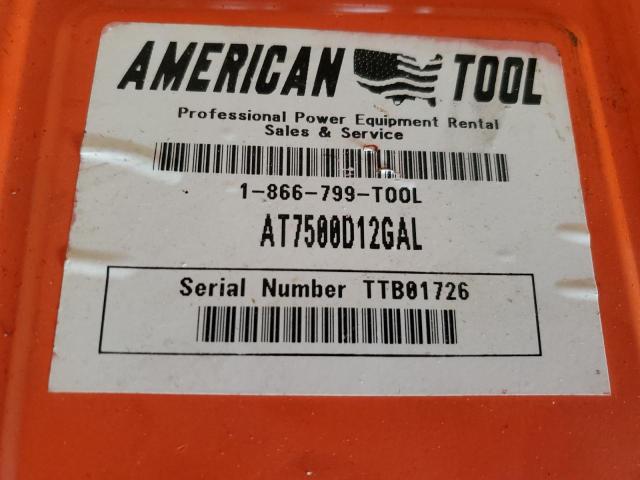 AMERICAN TOOL
Professional Power Equipment Rental
Sales & Service
1-866-799-TOOL
AT7500D12GAL
Serial Number TTB01726